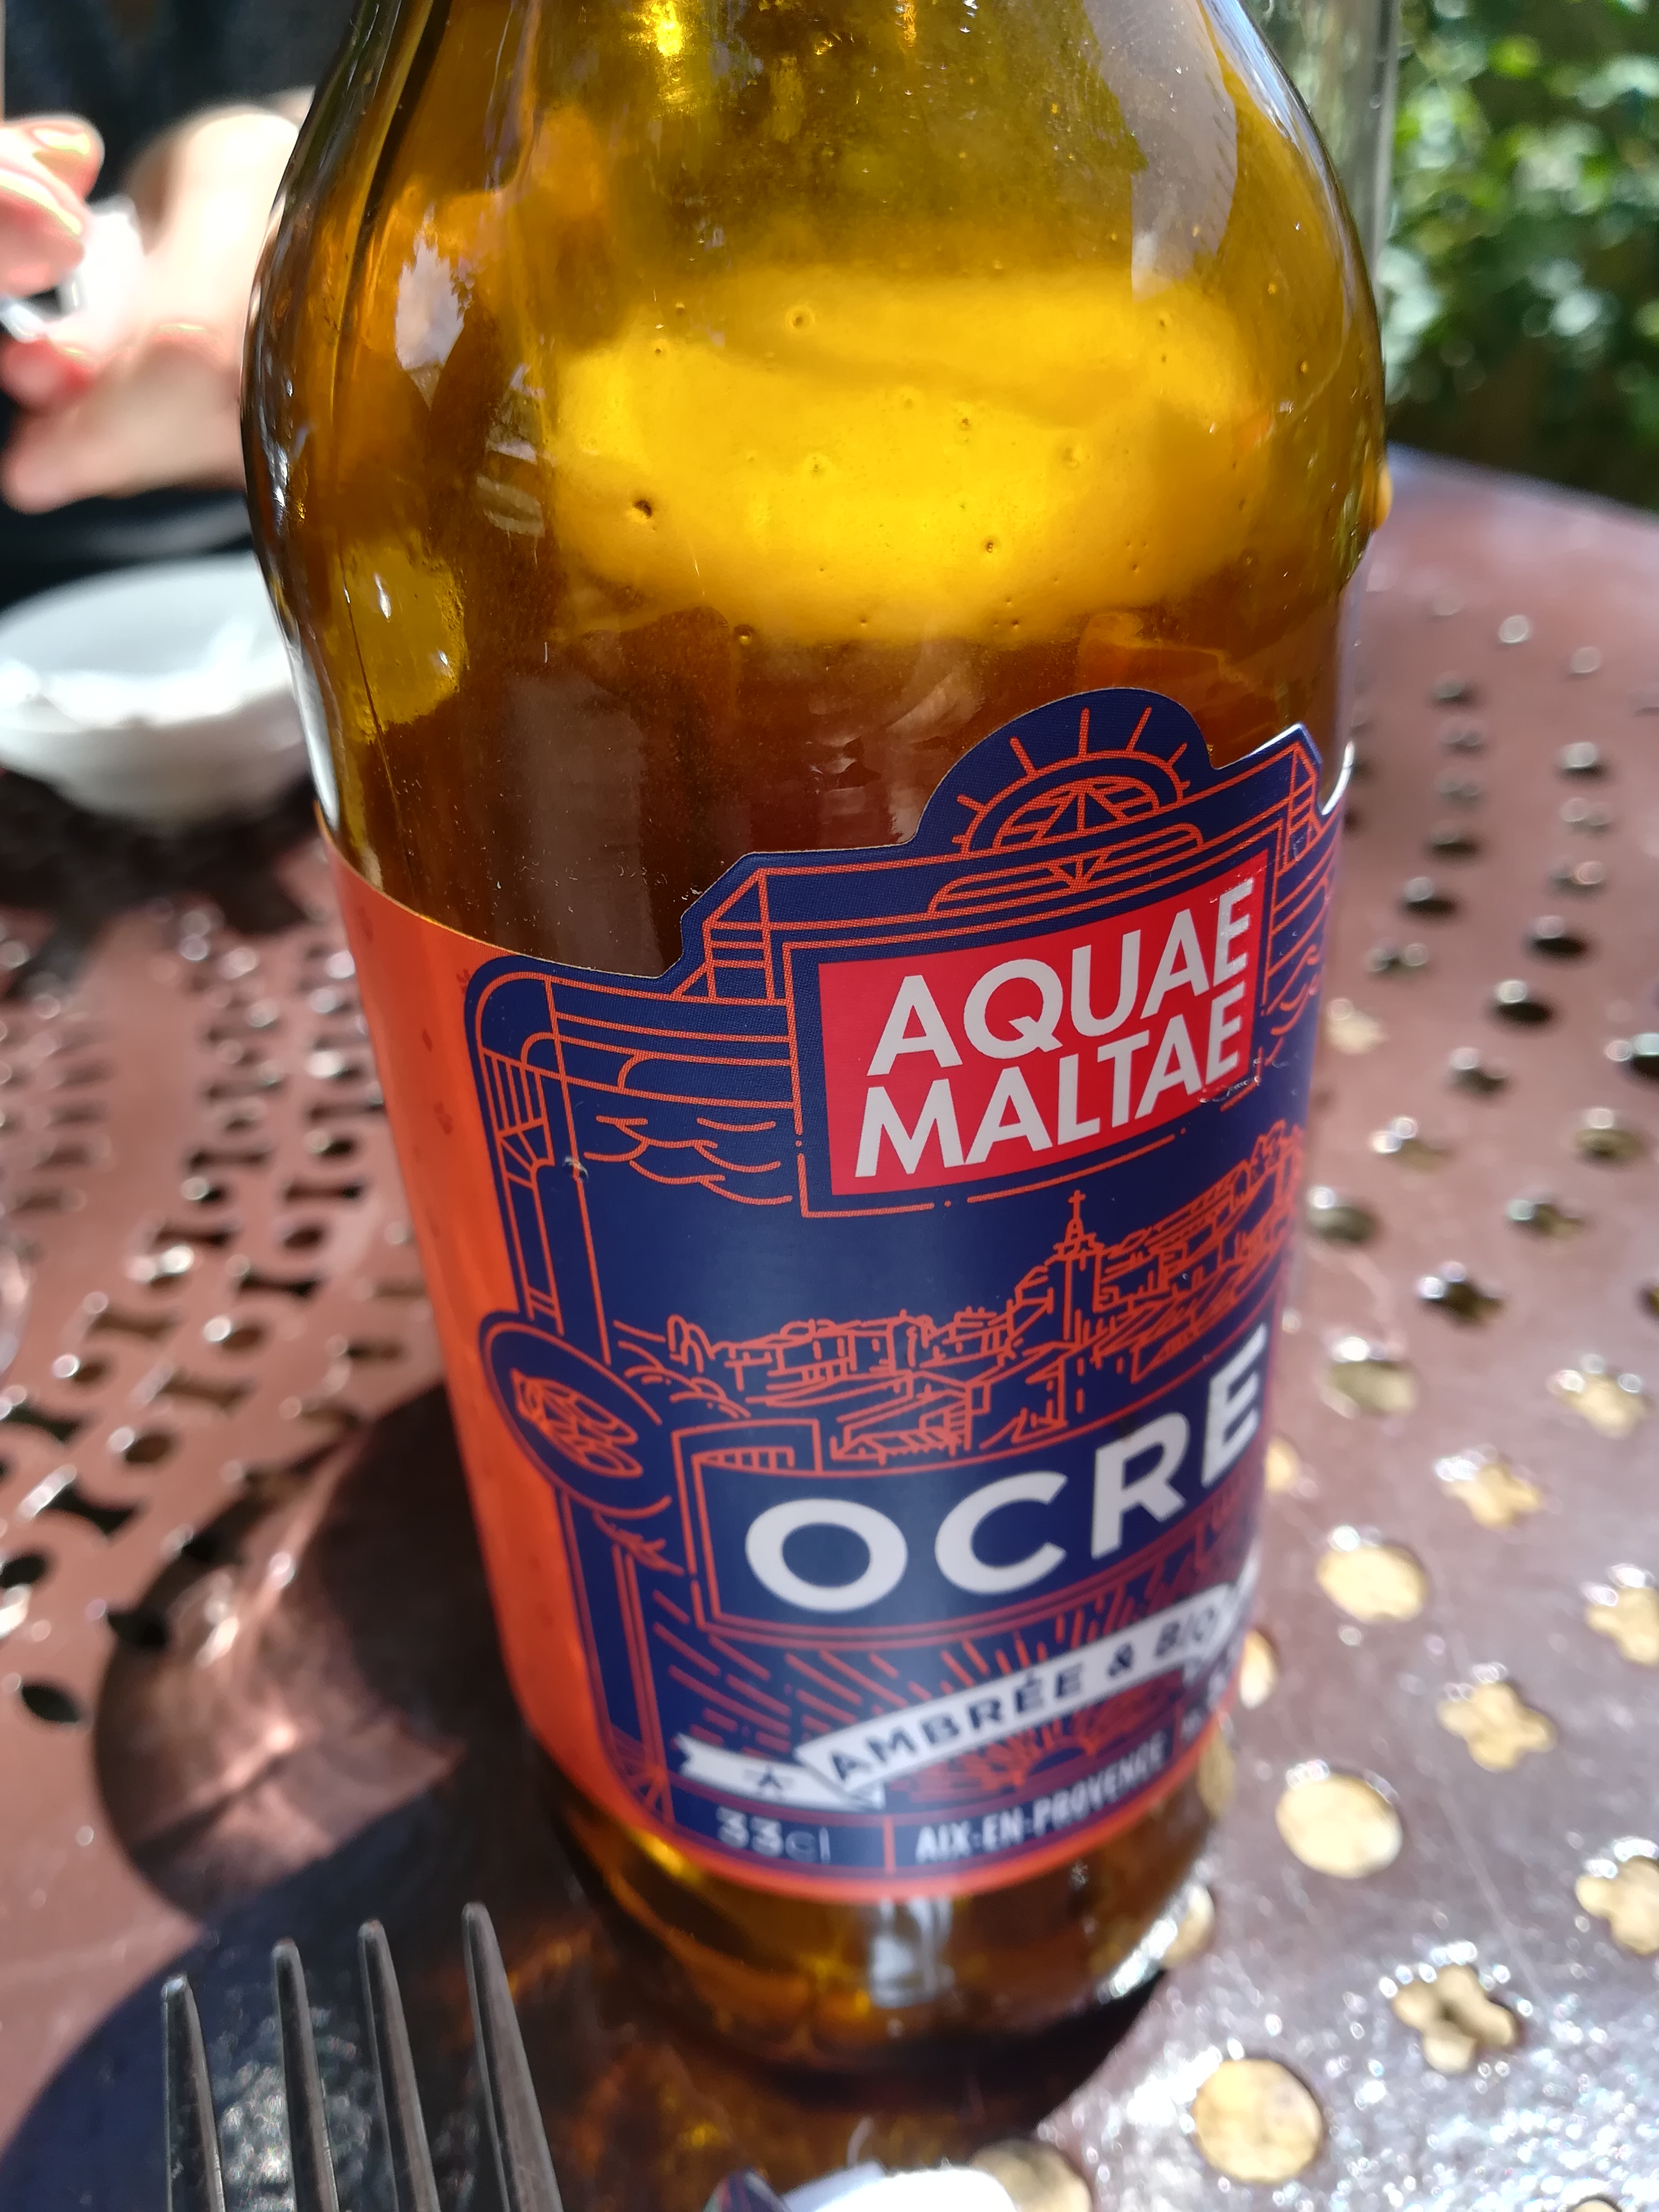 AQUAE
MALTAE
OCRE
AMBRÉE & BIO
33cl
AIX-EN-PROVENCE